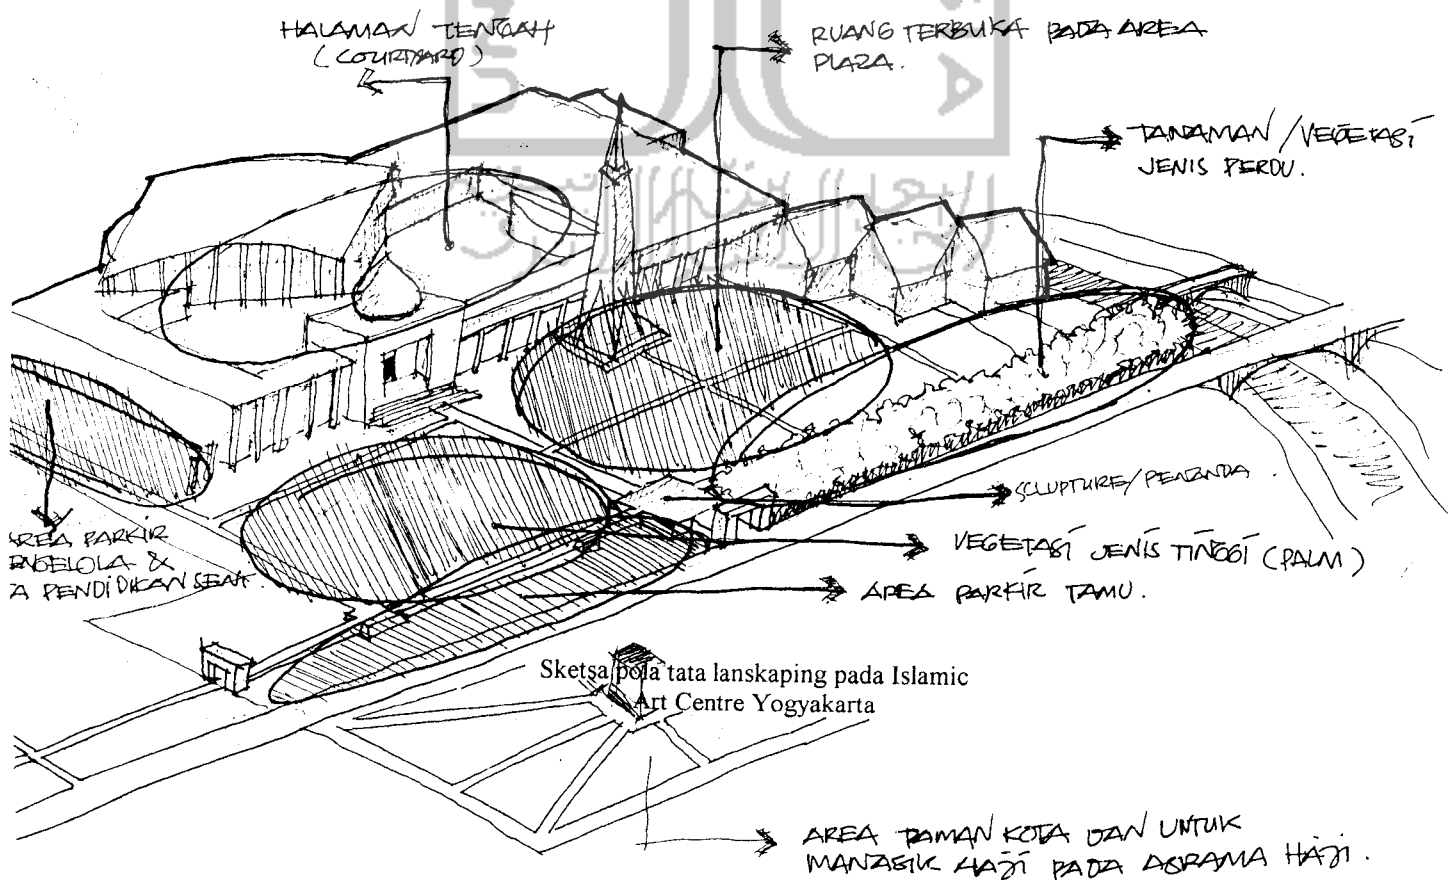 HALAMAN TENGAH
(COURTYARD)
RUANG TERBUKA PADA AREA
PLAZA.
TANAMAN / VEGETASI
JENIS PERDU.
SCLUPTURE/PENANDA
AREA PARKIR
ENGELOLA &
A PENDIDIKAN SENI.
VEGETASI JENIS TINGGI (PALM)
AREA PARKIR TAMU.
Sketsa pola tata lanskaping pada Islamic
Art Centre Yogyakarta
AREA TAMAN KOTA DAN UNTUK
MANASIK HAJI PADA ASRAMA HAJI.